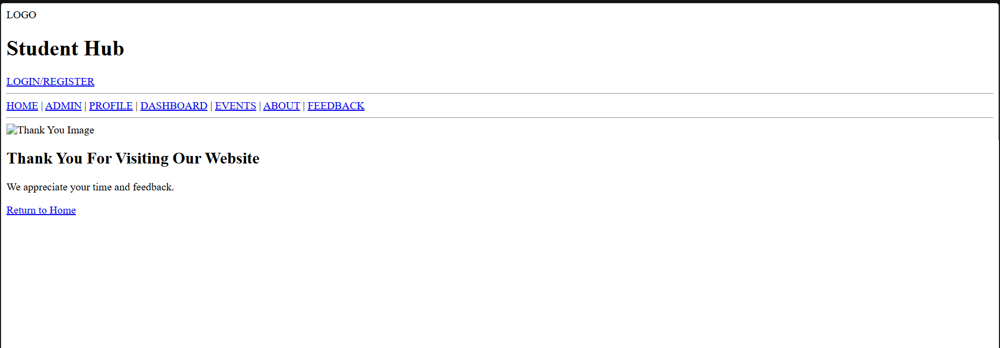 LOGO
Student Hub
LOGIN/REGISTER
HOME | ADMIN | PROFILE | DASHBOARD | EVENTS | ABOUT | FEEDBACK
Thank You Image
Thank You For Visiting Our Website
We appreciate your time and feedback.
Return to Home